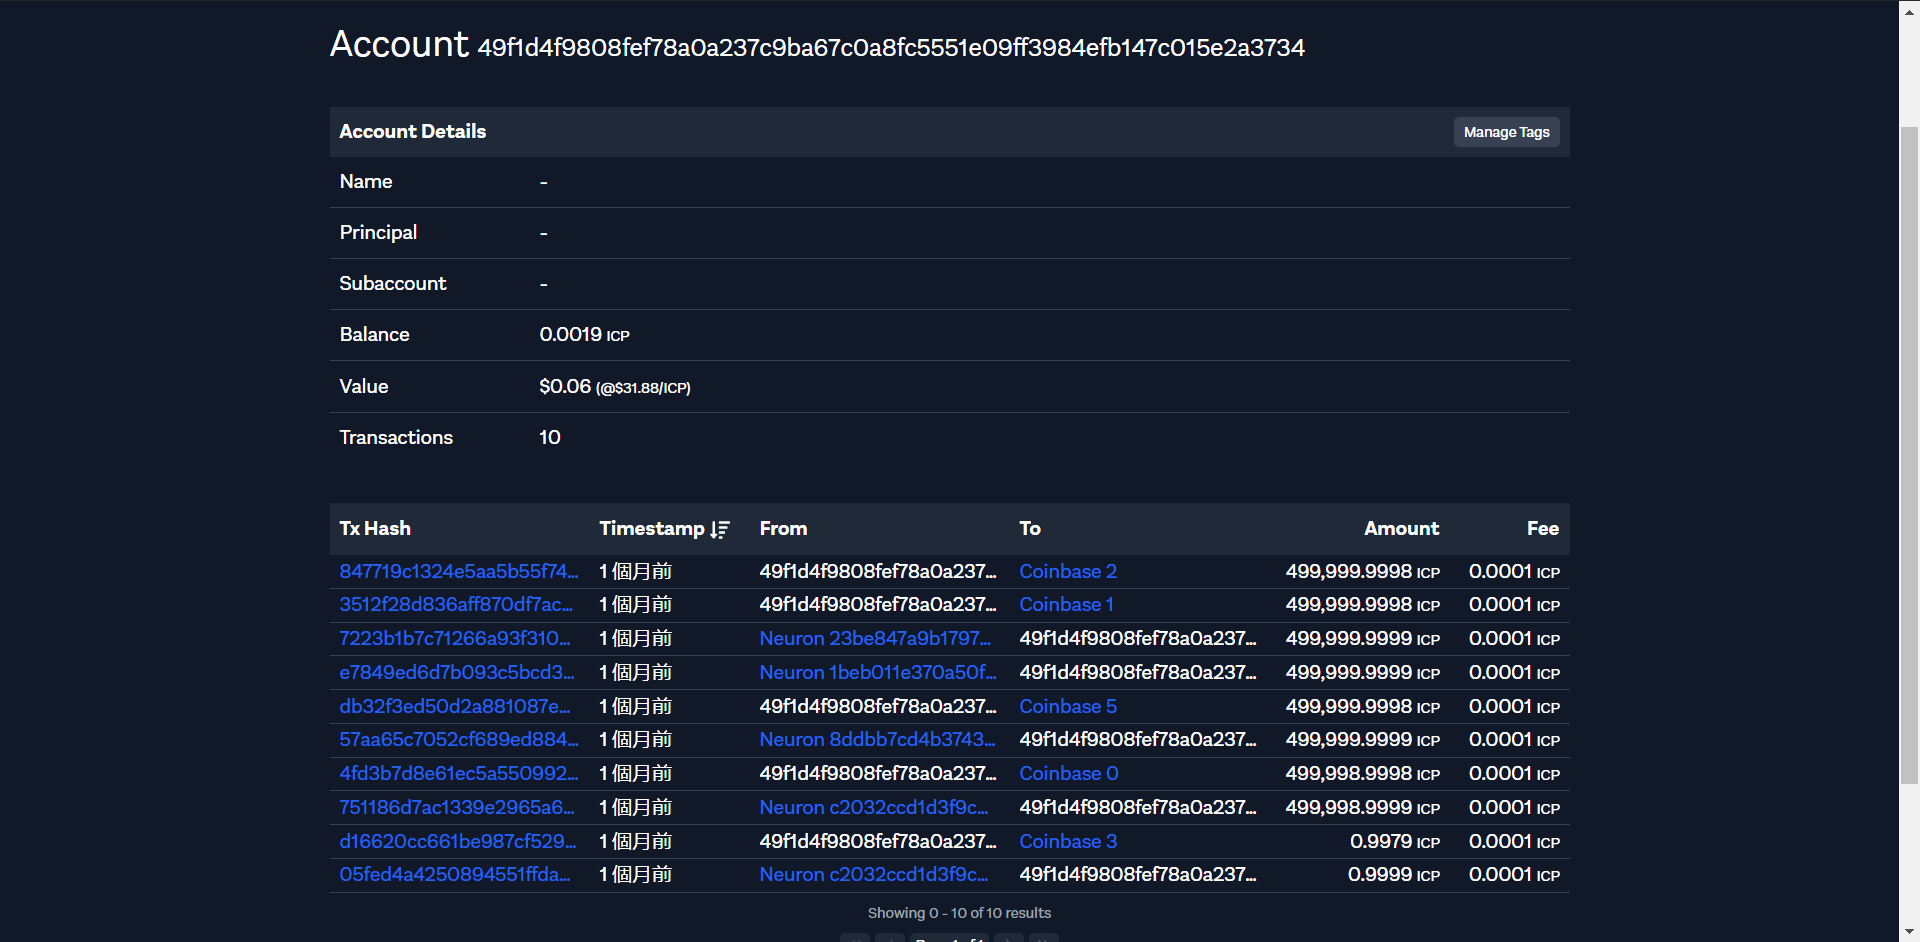 Account 49f1d4f9808fef78a0a237c9ba67c0a8fc5551e09ff3984efb147c015e2a3734
Account Details Manage Tags
Name -
Principal -
Subaccount -
Balance 0.0019 ICP
Value $0.06 (@$31.88/ICP)
Transactions 10
Tx Hash Timestamp From To Amount Fee
847719c1324e5aa5b55f74... 1 個月前 49f1d4f9808fef78a0a237... Coinbase 2 499,999.9998 ICP 0.0001 ICP
3512f28d836aff870df7ac... 1 個月前 49f1d4f9808fef78a0a237... Coinbase 1 499,999.9998 ICP 0.0001 ICP
7223b1b7c71266a93f310... 1 個月前 Neuron 23be847a9b1797... 49f1d4f9808fef78a0a237... 499,999.9999 ICP 0.0001 ICP
e7849ed6d7b093c5bcd3... 1 個月前 Neuron 1beb011e370a50f... 49f1d4f9808fef78a0a237... 499,999.9999 ICP 0.0001 ICP
db32f3ed50d2a881087e... 1 個月前 49f1d4f9808fef78a0a237... Coinbase 5 499,999.9998 ICP 0.0001 ICP
57aa65c7052cf689ed884... 1 個月前 Neuron 8ddbb7cd4b3743... 49f1d4f9808fef78a0a237... 499,999.9999 ICP 0.0001 ICP
4fd3b7d8e61ec5a550992... 1 個月前 49f1d4f9808fef78a0a237... Coinbase 0 499,998.9998 ICP 0.0001 ICP
751186d7ac1339e2965a6... 1 個月前 Neuron c2032ccd1d3f9c... 49f1d4f9808fef78a0a237... 499,998.9999 ICP 0.0001 ICP
d16620cc661be987cf529... 1 個月前 49f1d4f9808fef78a0a237... Coinbase 3 0.9979 ICP 0.0001 ICP
05fed4a4250894551ffda... 1 個月前 Neuron c2032ccd1d3f9c... 49f1d4f9808fef78a0a237... 0.9999 ICP 0.0001 ICP
Showing 0 - 10 of 10 results